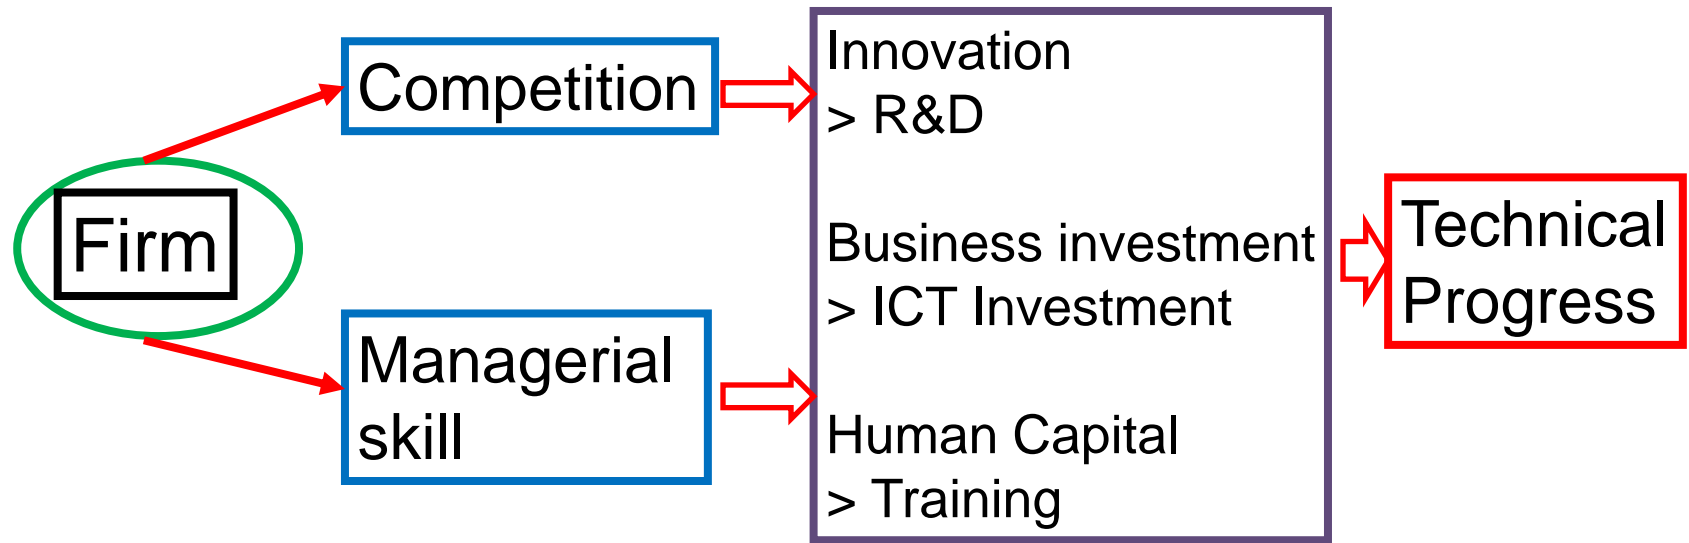 Firm
Competition
Managerial
skill
Innovation
> R&D
Business investment
> ICT Investment
Human Capital
> Training
Technical
Progress